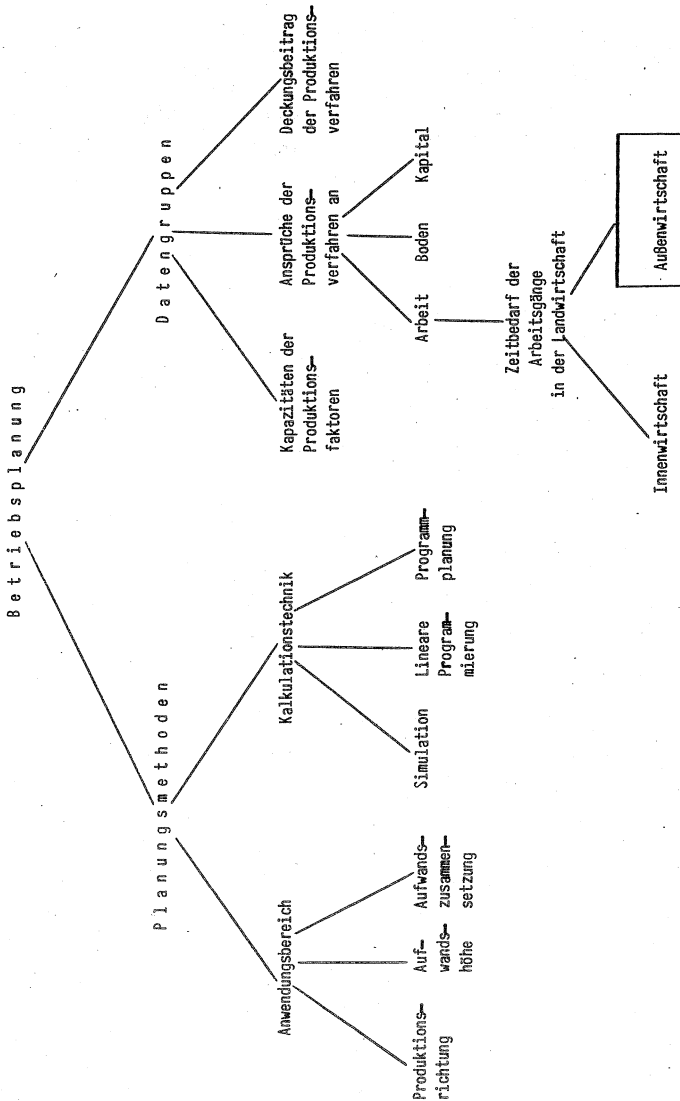 Betriebsplanung
Planungsmethoden
Datengruppen
Anwendungsbereich
Kalkulationstechnik
Kapazitäten der
Produktions-
faktoren
Ansprüche der
Produktions-
verfahren an
Deckungsbeitrag
der Produktions-
verfahren
Produktions-
richtung
Auf-
wands-
höhe
Aufwands-
zusammen-
setzung
Simulation
Lineare
Program-
mierung
Programm-
planung
Arbeit
Boden
Kapital
Zeitbedarf der
Arbeitsgänge
in der Landwirtschaft
Innenwirtschaft
Außenwirtschaft